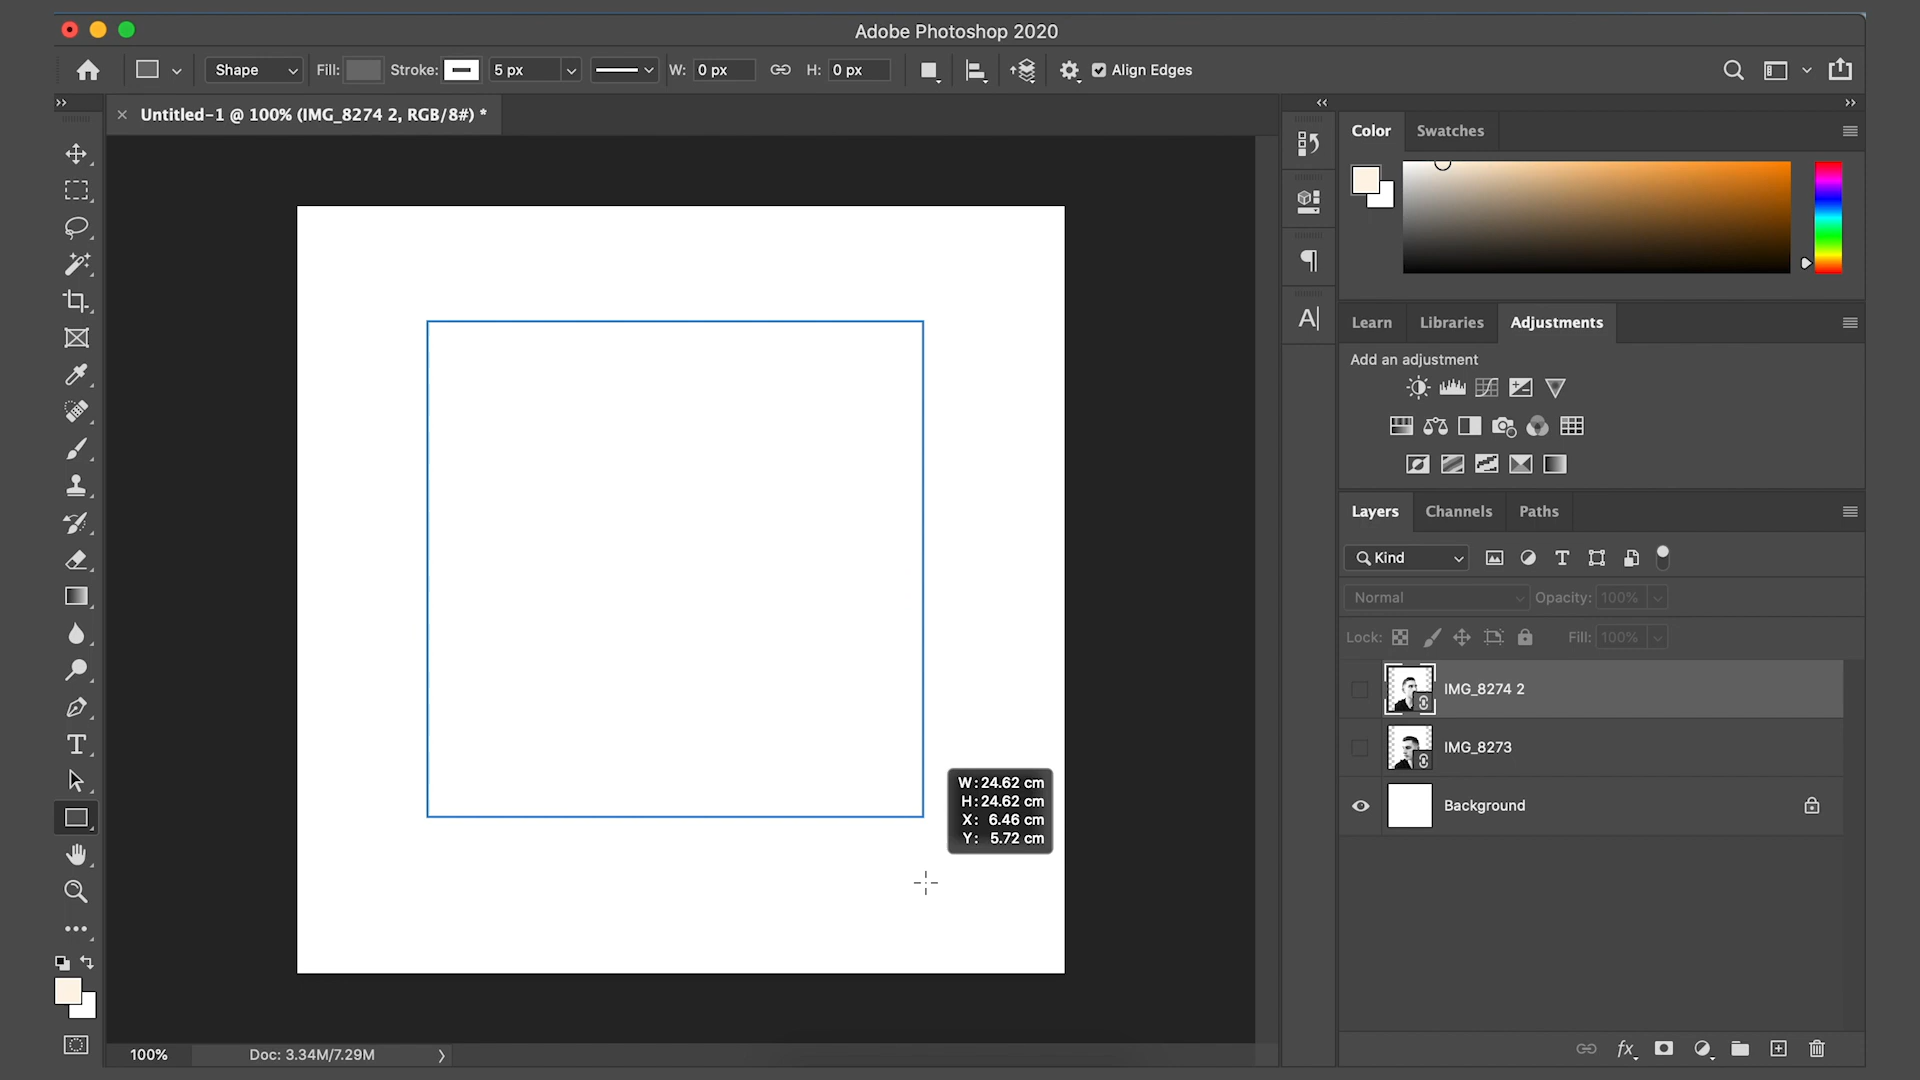 Adobe Photoshop 2020
Shape Fill: Stroke: 5 px W: 0 px H: 0 px Align Edges
Untitled-1 @ 100% (IMG_8274 2, RGB/8#) *
Color Swatches
Learn Libraries Adjustments
Add an adjustment
Layers Channels Paths
Kind
Normal Opacity: 100%
Lock: Fill: 100%
IMG_8274 2
IMG_8273
Background
W: 24.62 cm
H: 24.62 cm
X: 6.46 cm
Y: 5.72 cm
100% Doc: 3.34M/7.29M